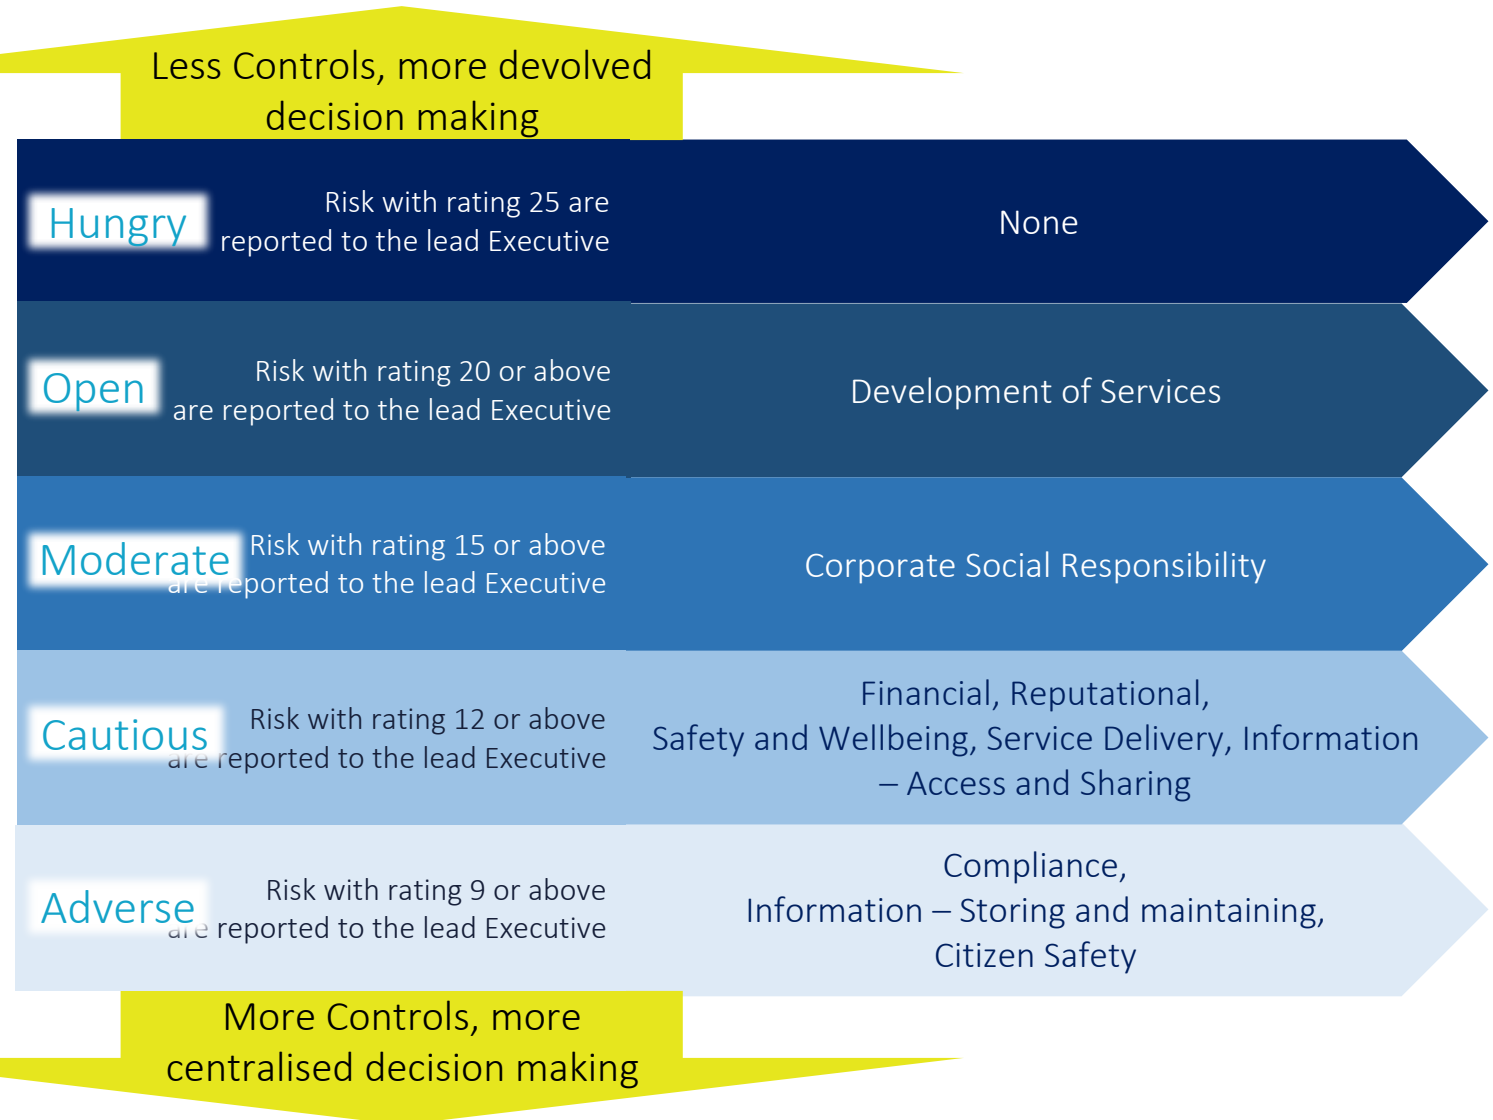 Less Controls, more devolved
decision making
Hungry
Risk with rating 25 are
reported to the lead Executive
None
Open
Risk with rating 20 or above
are reported to the lead Executive
Development of Services
Moderate
Risk with rating 15 or above
are reported to the lead Executive
Corporate Social Responsibility
Cautious
Risk with rating 12 or above
are reported to the lead Executive
Financial, Reputational,
Safety and Wellbeing, Service Delivery, Information
– Access and Sharing
Adverse
Risk with rating 9 or above
are reported to the lead Executive
Compliance,
Information – Storing and maintaining,
Citizen Safety
More Controls, more
centralised decision making